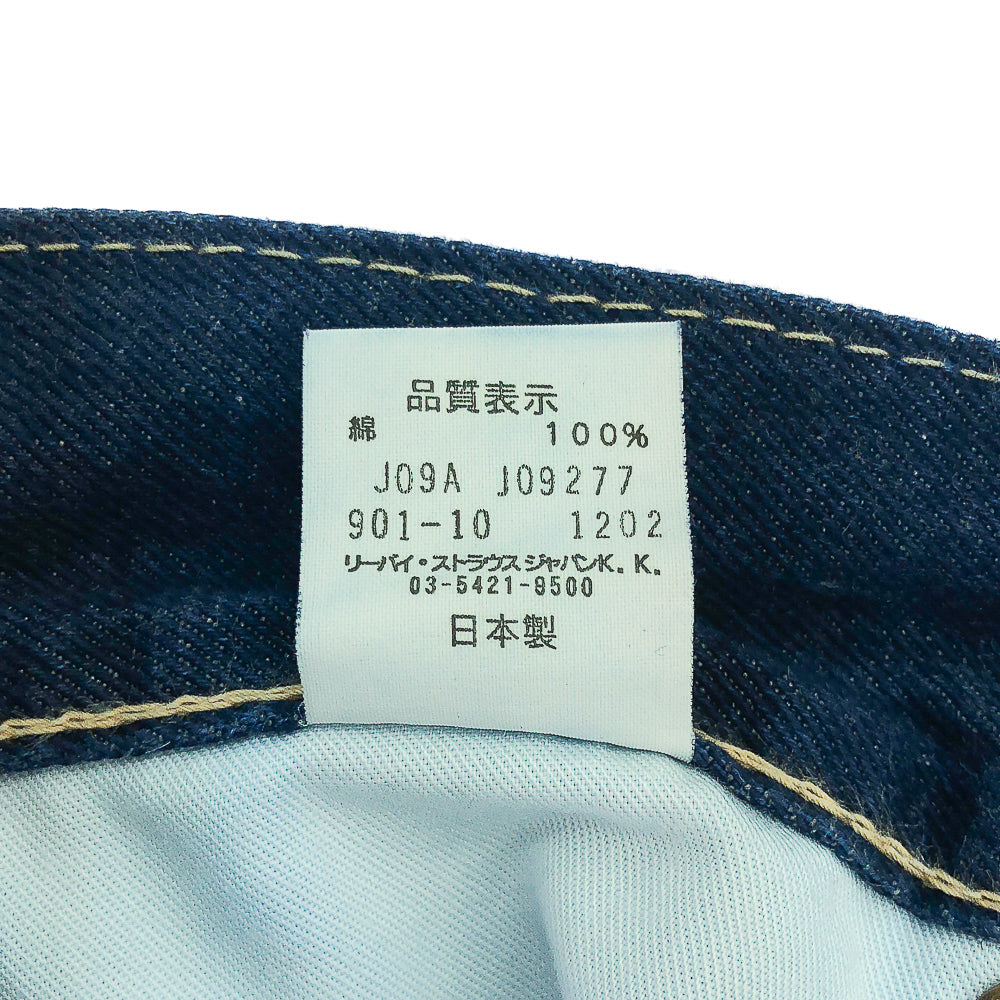 品質表示
綿 100%
J09A J09277
901-10 1202
リーバイ・ストラウスジャパンK.K.
03-5421-9500
日本製